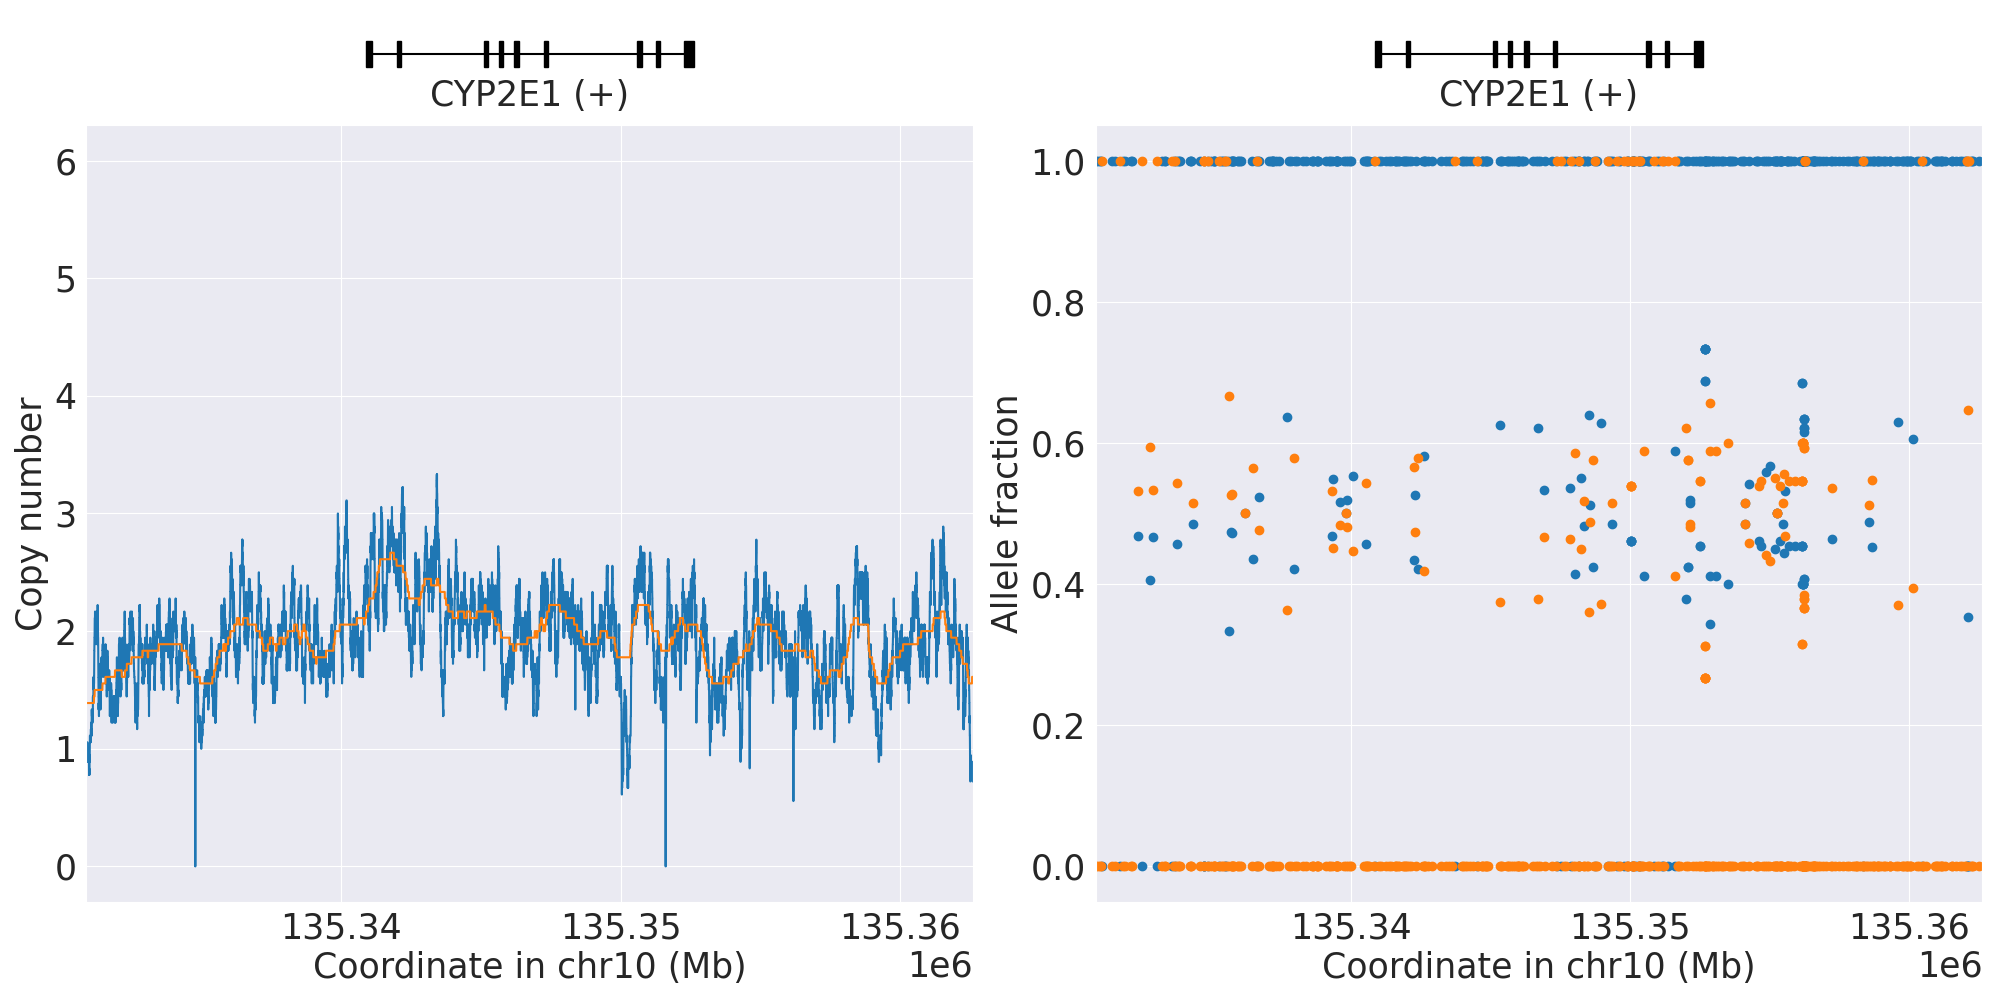 CYP2E1 (+)
CYP2E1 (+)
6
5
4
3
2
1
0
Copy number
135.34 135.35 135.36
Coordinate in chr10 (Mb) 1e6
1.0
0.8
0.6
0.4
0.2
0.0
Allele fraction
135.34 135.35 135.36
Coordinate in chr10 (Mb) 1e6